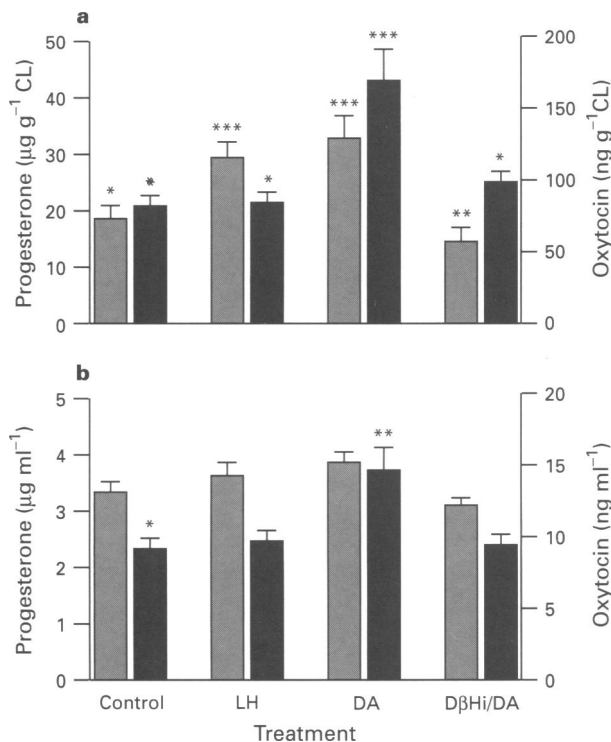 a
Progesterone (µg g⁻¹ CL)
50
40
30
20
10
0
* * *** * *** *** ** *
200
150
100
50
0
Oxytocin (ng g⁻¹CL)
b
Progesterone (µg ml⁻¹)
5
4
3
2
1
0
* **
20
15
10
5
0
Oxytocin (ng ml⁻¹)
Control LH DA DβHi/DA
Treatment